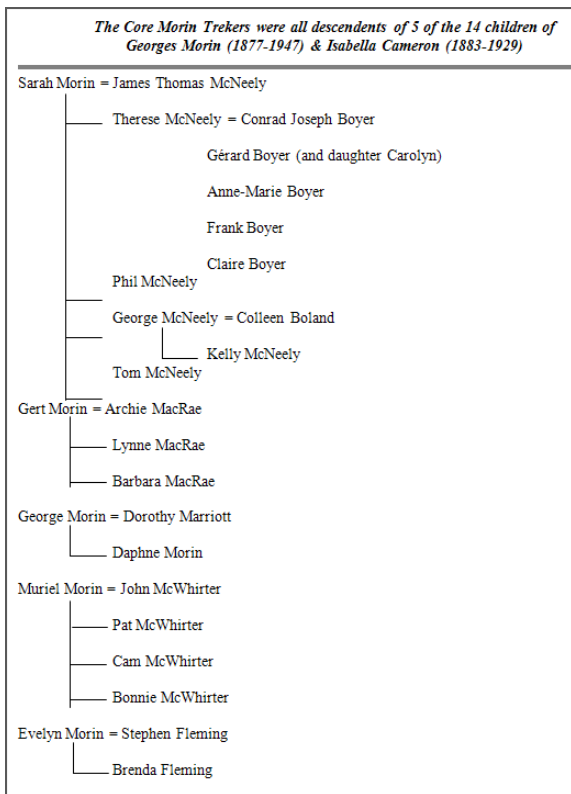 The Core Morin Trekers were all descendents of 5 of the 14 children of
Georges Morin (1877-1947) & Isabella Cameron (1883-1929)
Sarah Morin = James Thomas McNeely
Therese McNeely = Conrad Joseph Boyer
Gérard Boyer (and daughter Carolyn)
Anne-Marie Boyer
Frank Boyer
Claire Boyer
Phil McNeely
George McNeely = Colleen Boland
Kelly McNeely
Tom McNeely
Gert Morin = Archie MacRae
Lynne MacRae
Barbara MacRae
George Morin = Dorothy Marriott
Daphne Morin
Muriel Morin = John McWhirter
Pat McWhirter
Cam McWhirter
Bonnie McWhirter
Evelyn Morin = Stephen Fleming
Brenda Fleming